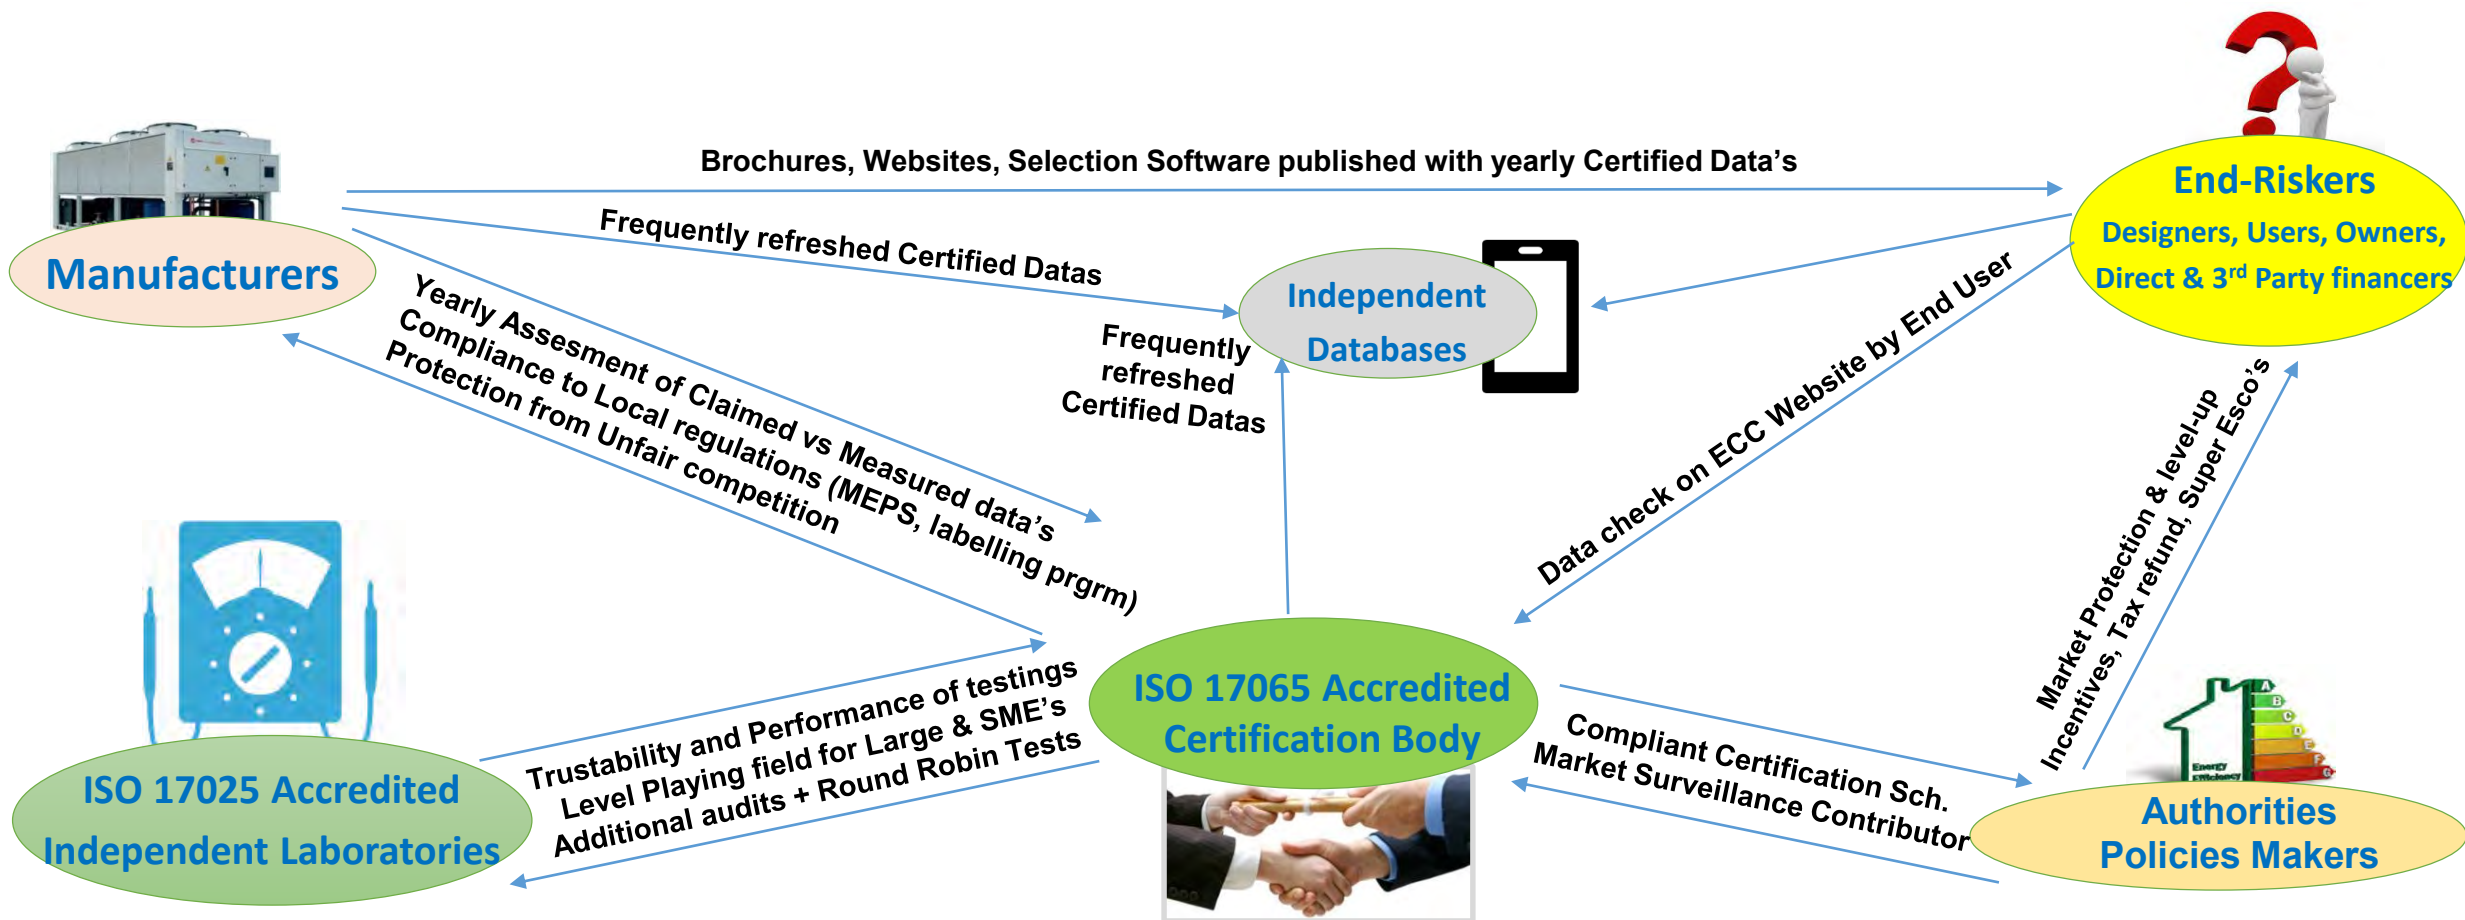 Brochures, Websites, Selection Software published with yearly Certified Data’s
End-Riskers
Designers, Users, Owners,
Direct & 3rd Party financers
Manufacturers
Frequently refreshed Certified Datas
Independent
Databases
Yearly Assesment of Claimed vs Measured data’s
Compliance to Local regulations (MEPS, labelling prgrm)
Protection from Unfair competition
Frequently
refreshed
Certified Datas
Data check on ECC Website by End User
Market Protection & level-up
Incentives, Tax refund, Super Esco’s
ISO 17025 Accredited
Independent Laboratories
Trustability and Performance of testings
Level Playing field for Large & SME’s
Additional audits + Round Robin Tests
ISO 17065 Accredited
Certification Body
Compliant Certification Sch.
Market Surveillance Contributor
A
B
C
D
E
F
G
Energy
Efficiency
Authorities
Policies Makers